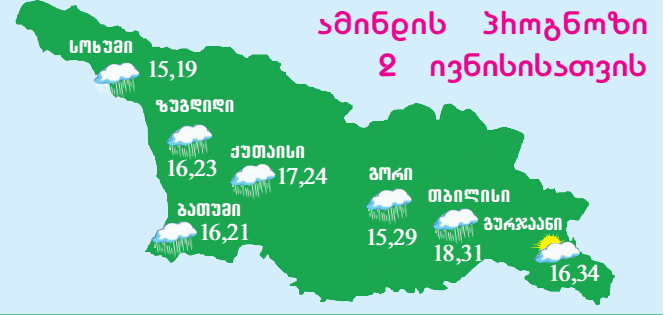 ამინდის პროგნოზი
2 ივნისისათვის
სოხუმი
15,19
ზუგდიდი
16,23
ქუთაისი
17,24
ბათუმი
16,21
გორი
15,29
თბილისი
18,31
გურჯაანი
16,34